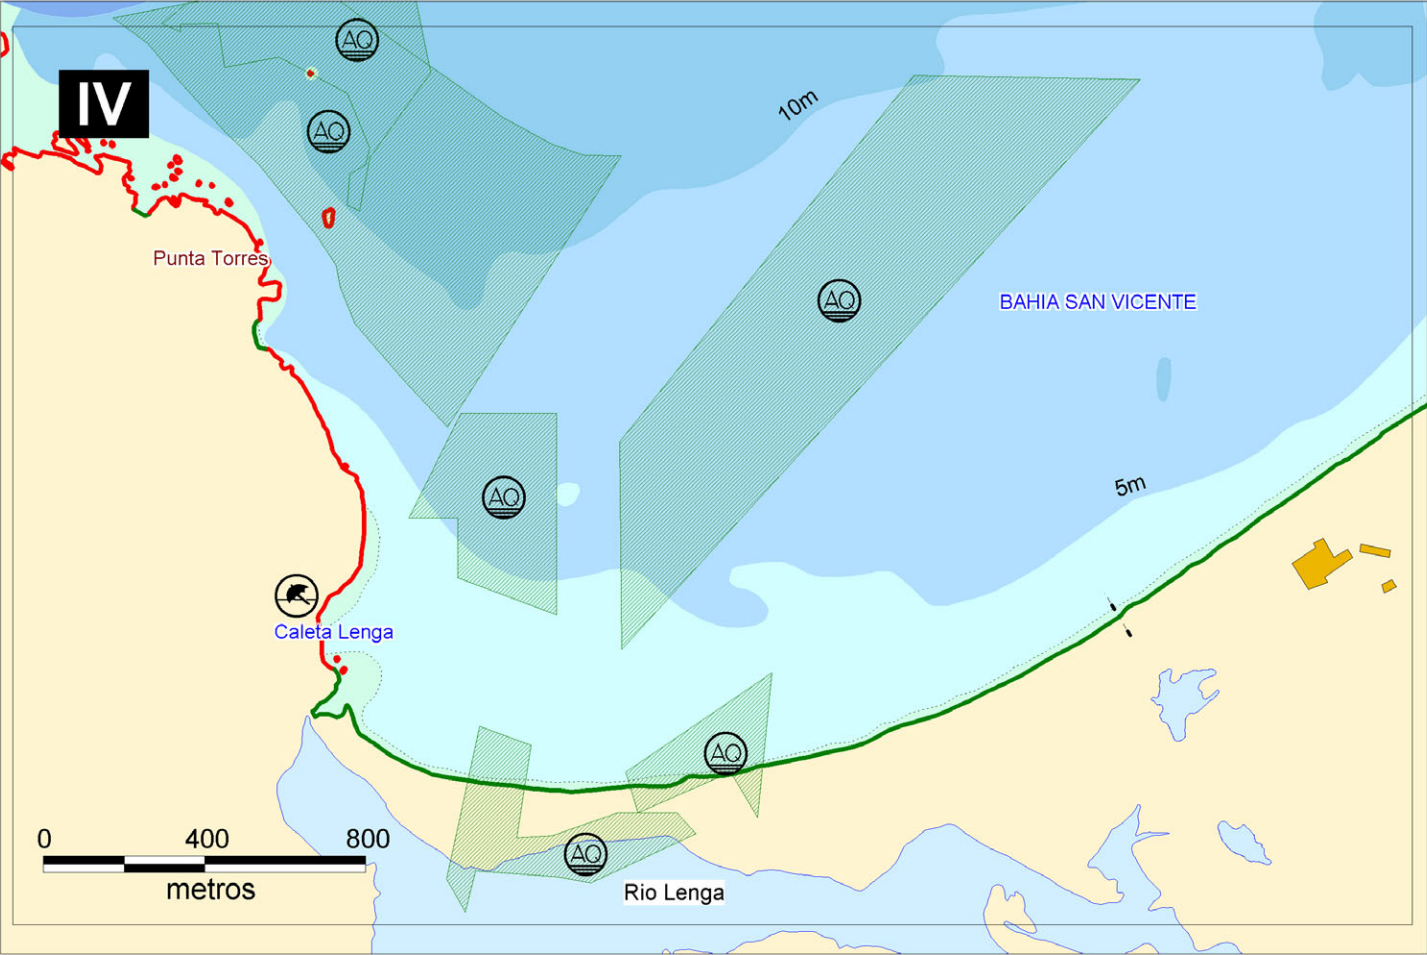 AQ
IV
10m
AQ
Punta Torres
AQ
BAHIA SAN VICENTE
5m
AQ
Caleta Lenga
AQ
0 400 800
metros
AQ
Rio Lenga